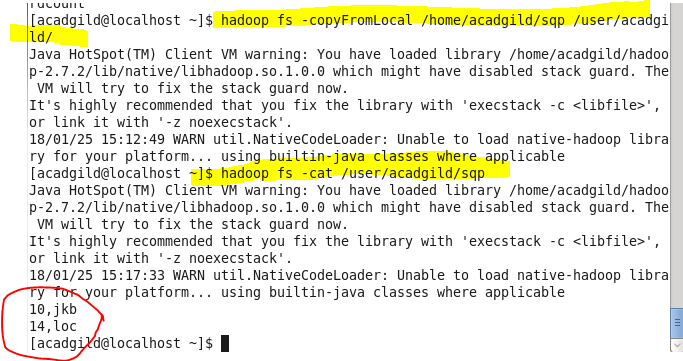 [acadgild@localhost ~]$ hadoop fs -copyFromLocal /home/acadgild/sqp /user/acadgi
ld/
Java HotSpot(TM) Client VM warning: You have loaded library /home/acadgild/hadoo
p-2.7.2/lib/native/libhadoop.so.1.0.0 which might have disabled stack guard. The
 VM will try to fix the stack guard now.
It's highly recommended that you fix the library with 'execstack -c <libfile>',
or link it with '-z noexecstack'.
18/01/25 15:12:49 WARN util.NativeCodeLoader: Unable to load native-hadoop libra
ry for your platform... using builtin-java classes where applicable
[acadgild@localhost ~]$ hadoop fs -cat /user/acadgild/sqp
Java HotSpot(TM) Client VM warning: You have loaded library /home/acadgild/hadoo
p-2.7.2/lib/native/libhadoop.so.1.0.0 which might have disabled stack guard. The
 VM will try to fix the stack guard now.
It's highly recommended that you fix the library with 'execstack -c <libfile>',
or link it with '-z noexecstack'.
18/01/25 15:17:33 WARN util.NativeCodeLoader: Unable to load native-hadoop libra
ry for your platform... using builtin-java classes where applicable
10,jkb
14,loc
[acadgild@localhost ~]$